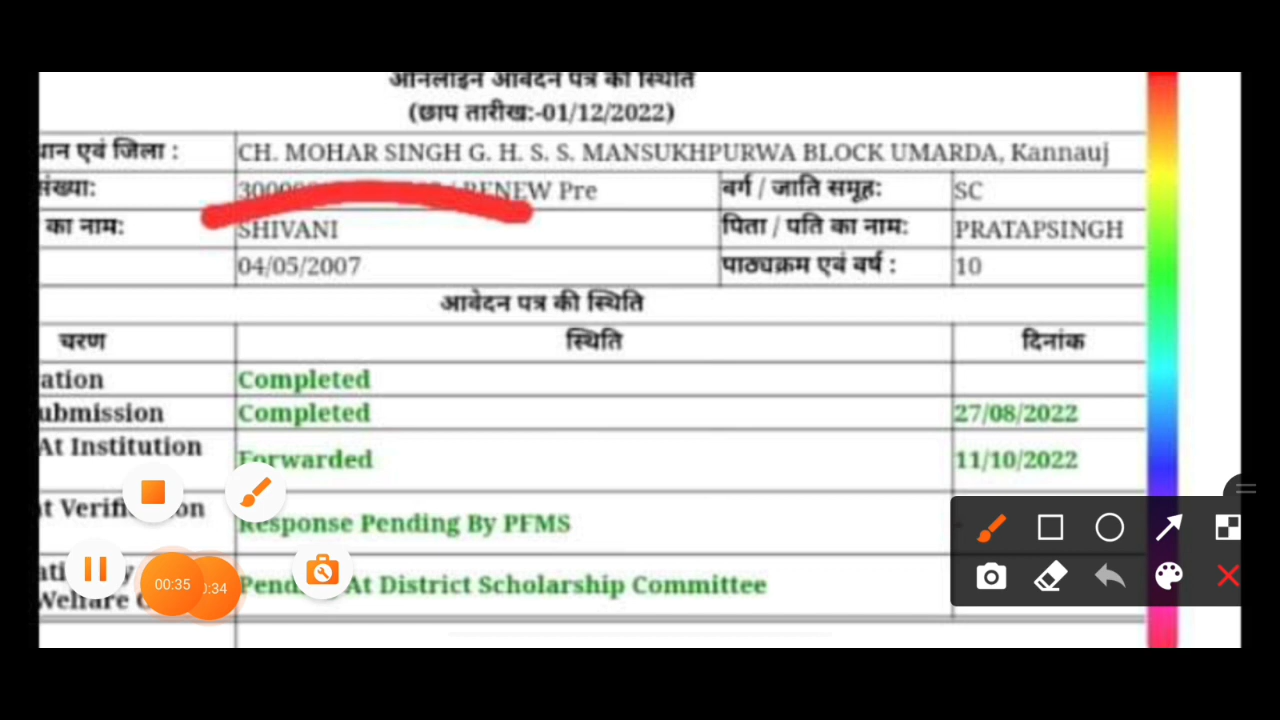 ऑनलाइन आवेदन पत्र की स्थिति
(छाप तारीख:-01/12/2022)
एवं जिला : CH. MOHAR SINGH G. H. S. S. MANSUKHPURWA BLOCK UMARDA, Kannauj
RENEW Pre वर्ग / जाति समूह: SC
का नाम: SHIVANI पिता / पति का नाम: PRATAPSINGH
04/05/2007 पाठ्यक्रम एवं वर्ष : 10
आवेदन पत्र की स्थिति
चरण स्थिति दिनांक
ation Completed
ubmission Completed 27/08/2022
At Institution
Forwarded 11/10/2022
Response Pending By PFMS
At District Scholarship Committee
Welfare
00:35
:34